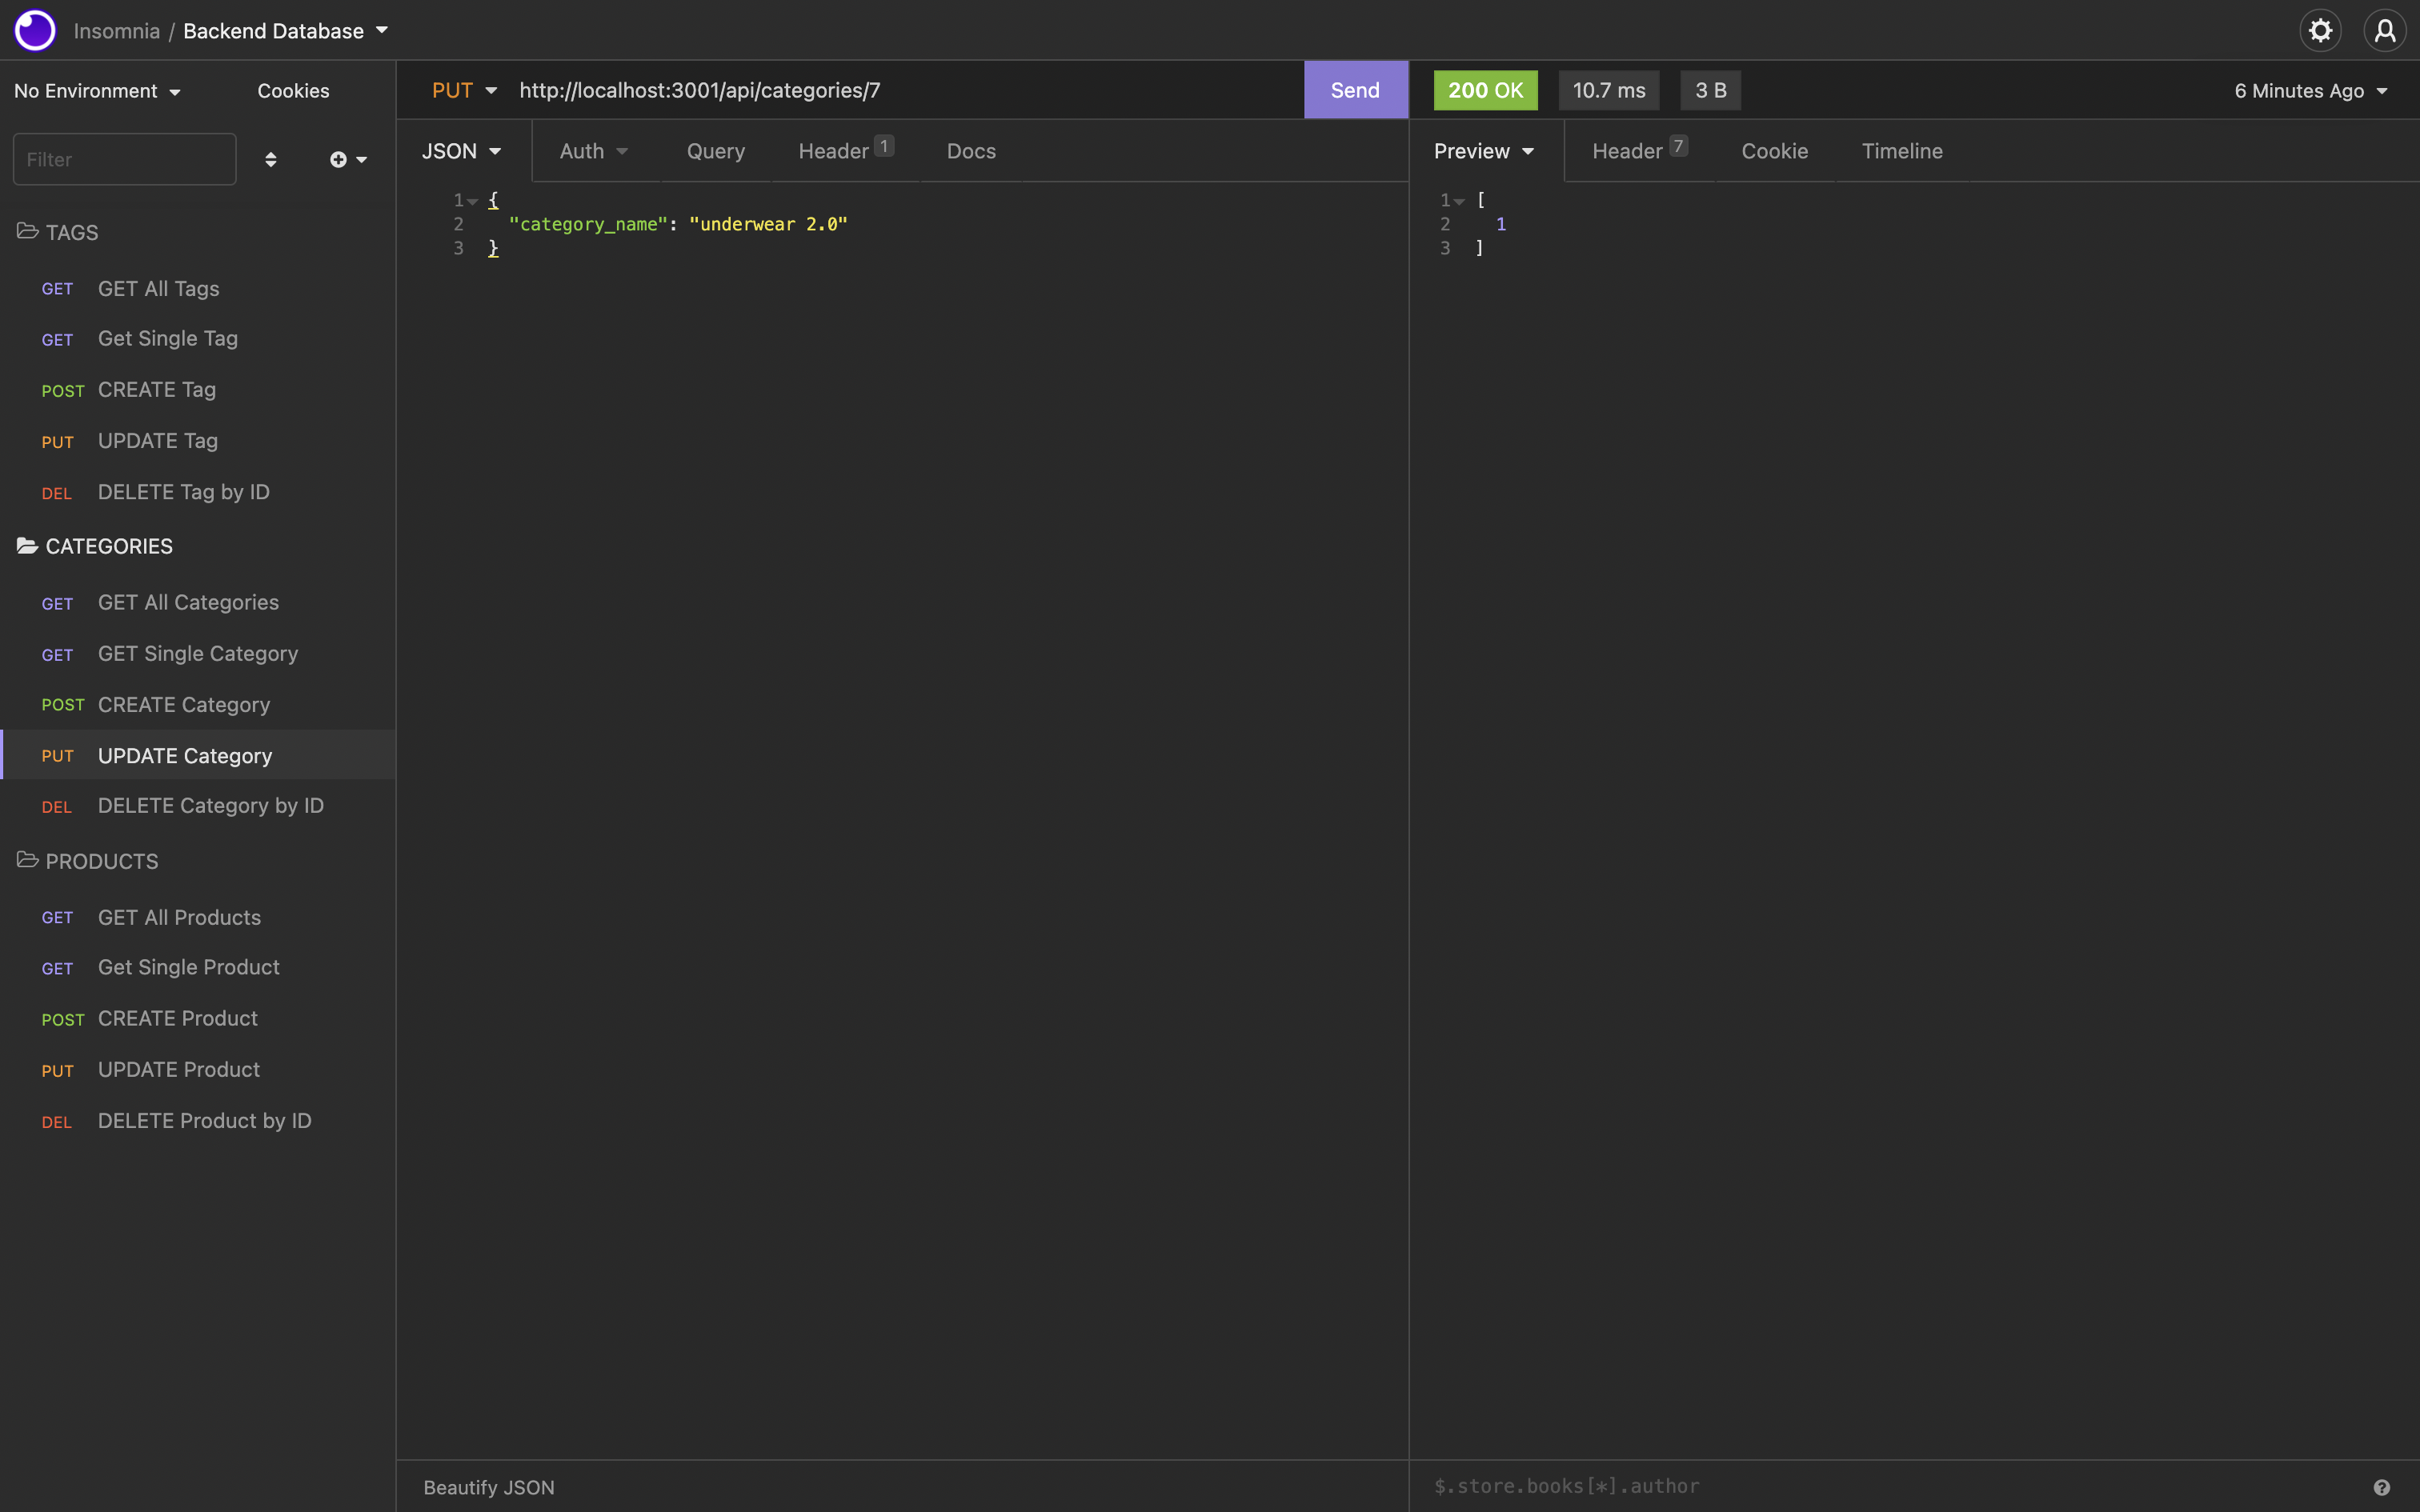 Insomnia / Backend Database
No Environment
Cookies
Filter
TAGS
GET GET All Tags
GET Get Single Tag
POST CREATE Tag
PUT UPDATE Tag
DEL DELETE Tag by ID
CATEGORIES
GET GET All Categories
GET GET Single Category
POST CREATE Category
PUT UPDATE Category
DEL DELETE Category by ID
PRODUCTS
GET GET All Products
GET Get Single Product
POST CREATE Product
PUT UPDATE Product
DEL DELETE Product by ID
PUT http://localhost:3001/api/categories/7 Send
JSON Auth Query Header 1 Docs
1 {
2 "category_name": "underwear 2.0"
3 }
Beautify JSON
200 OK 10.7 ms 3 B 6 Minutes Ago
Preview Header 7 Cookie Timeline
1 [
2 1
3 ]
$.store.books[*].author